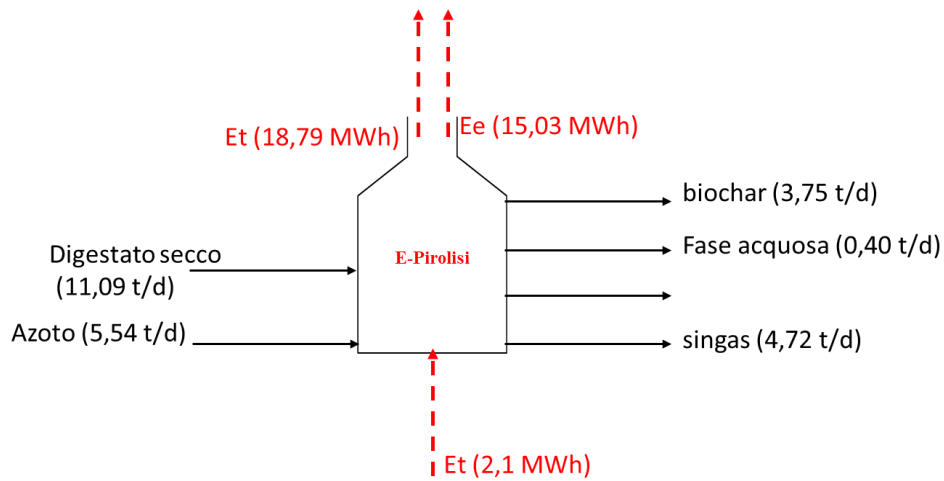 Et (18,79 MWh)
Ee (15,03 MWh)
biochar (3,75 t/d)
Fase acquosa (0,40 t/d)
E-Pirolisi
Digestato secco
(11,09 t/d)
Azoto (5,54 t/d)
singas (4,72 t/d)
Et (2,1 MWh)